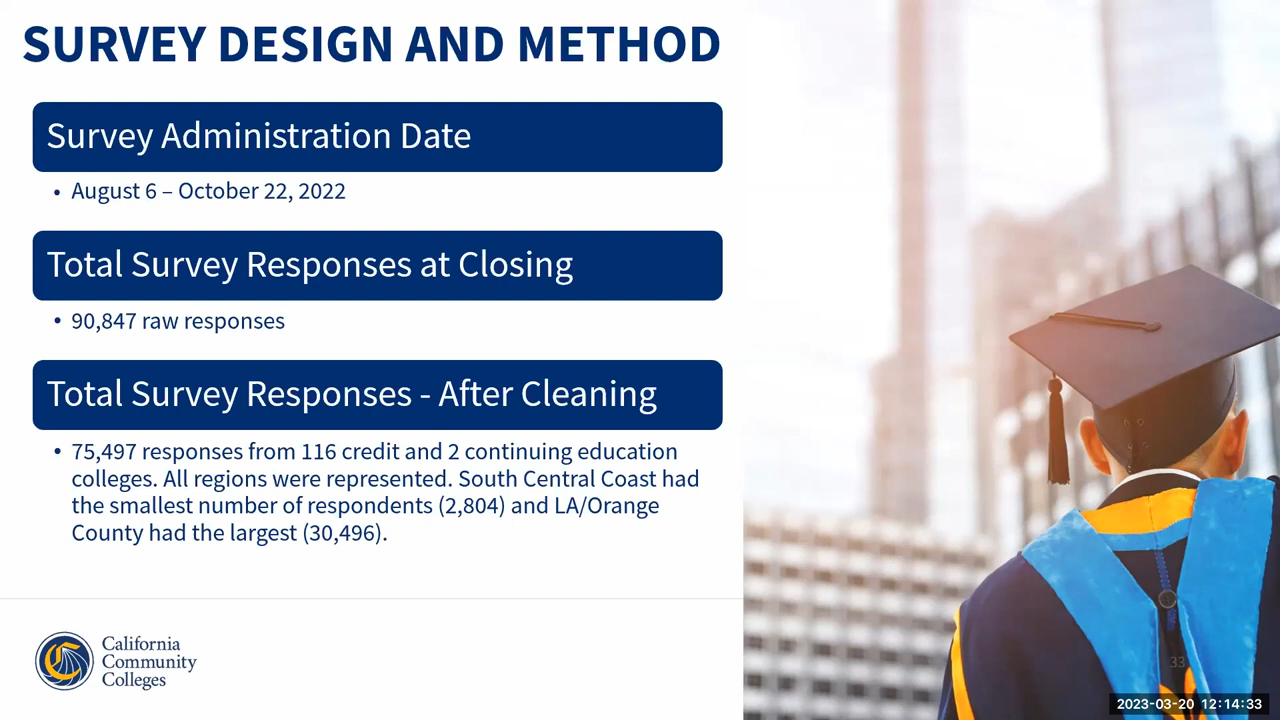 SURVEY DESIGN AND METHOD
Survey Administration Date
• August 6 – October 22, 2022
Total Survey Responses at Closing
• 90,847 raw responses
Total Survey Responses - After Cleaning
• 75,497 responses from 116 credit and 2 continuing education
colleges. All regions were represented. South Central Coast had
the smallest number of respondents (2,804) and LA/Orange
County had the largest (30,496).
California
Community
Colleges
33
2023-03-20 12:14:33